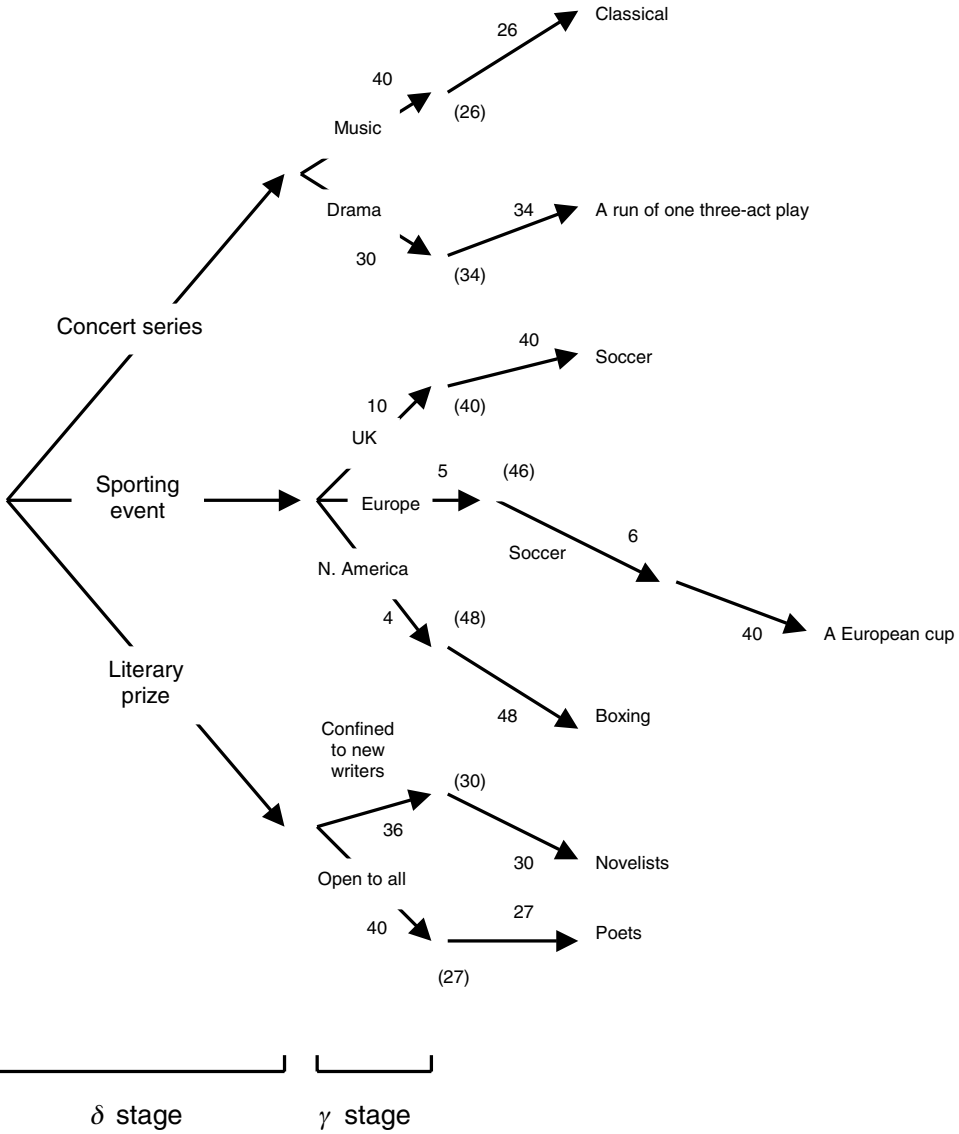 Classical
26
40
(26)
Music
Drama
34
A run of one three-act play
30
(34)
Concert series
40
Soccer
10
(40)
UK
5
(46)
Sporting
event
Europe
6
Soccer
N. America
4
(48)
40
A European cup
Literary
prize
48
Boxing
Confined
to new
writers
(30)
36
30
Novelists
Open to all
27
40
Poets
(27)
δ stage
γ stage